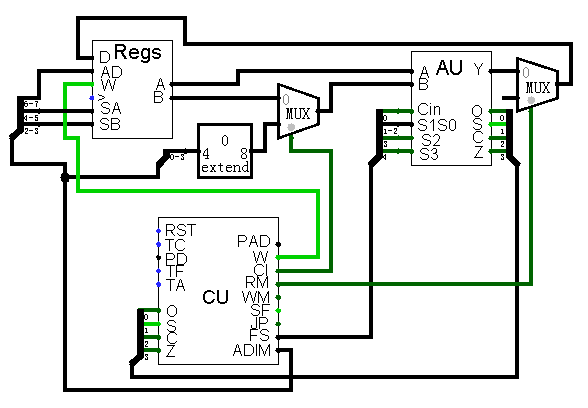 Regs
D
AD
W
>
SA
SB
A
B
6-7
4-5
2-3
0
MUX
0
4 8
extend
0-3
AU
A
B
Y
Cin
S1S0
S2
S3
0
1-2
3
4
O
S
C
Z
0
1
2
3
0
MUX
CU
RST
TC
PD
TF
TA
O
S
C
Z
0
1
2
3
PAD
W
CI
RM
WM
SF
JP
FS
ADIM